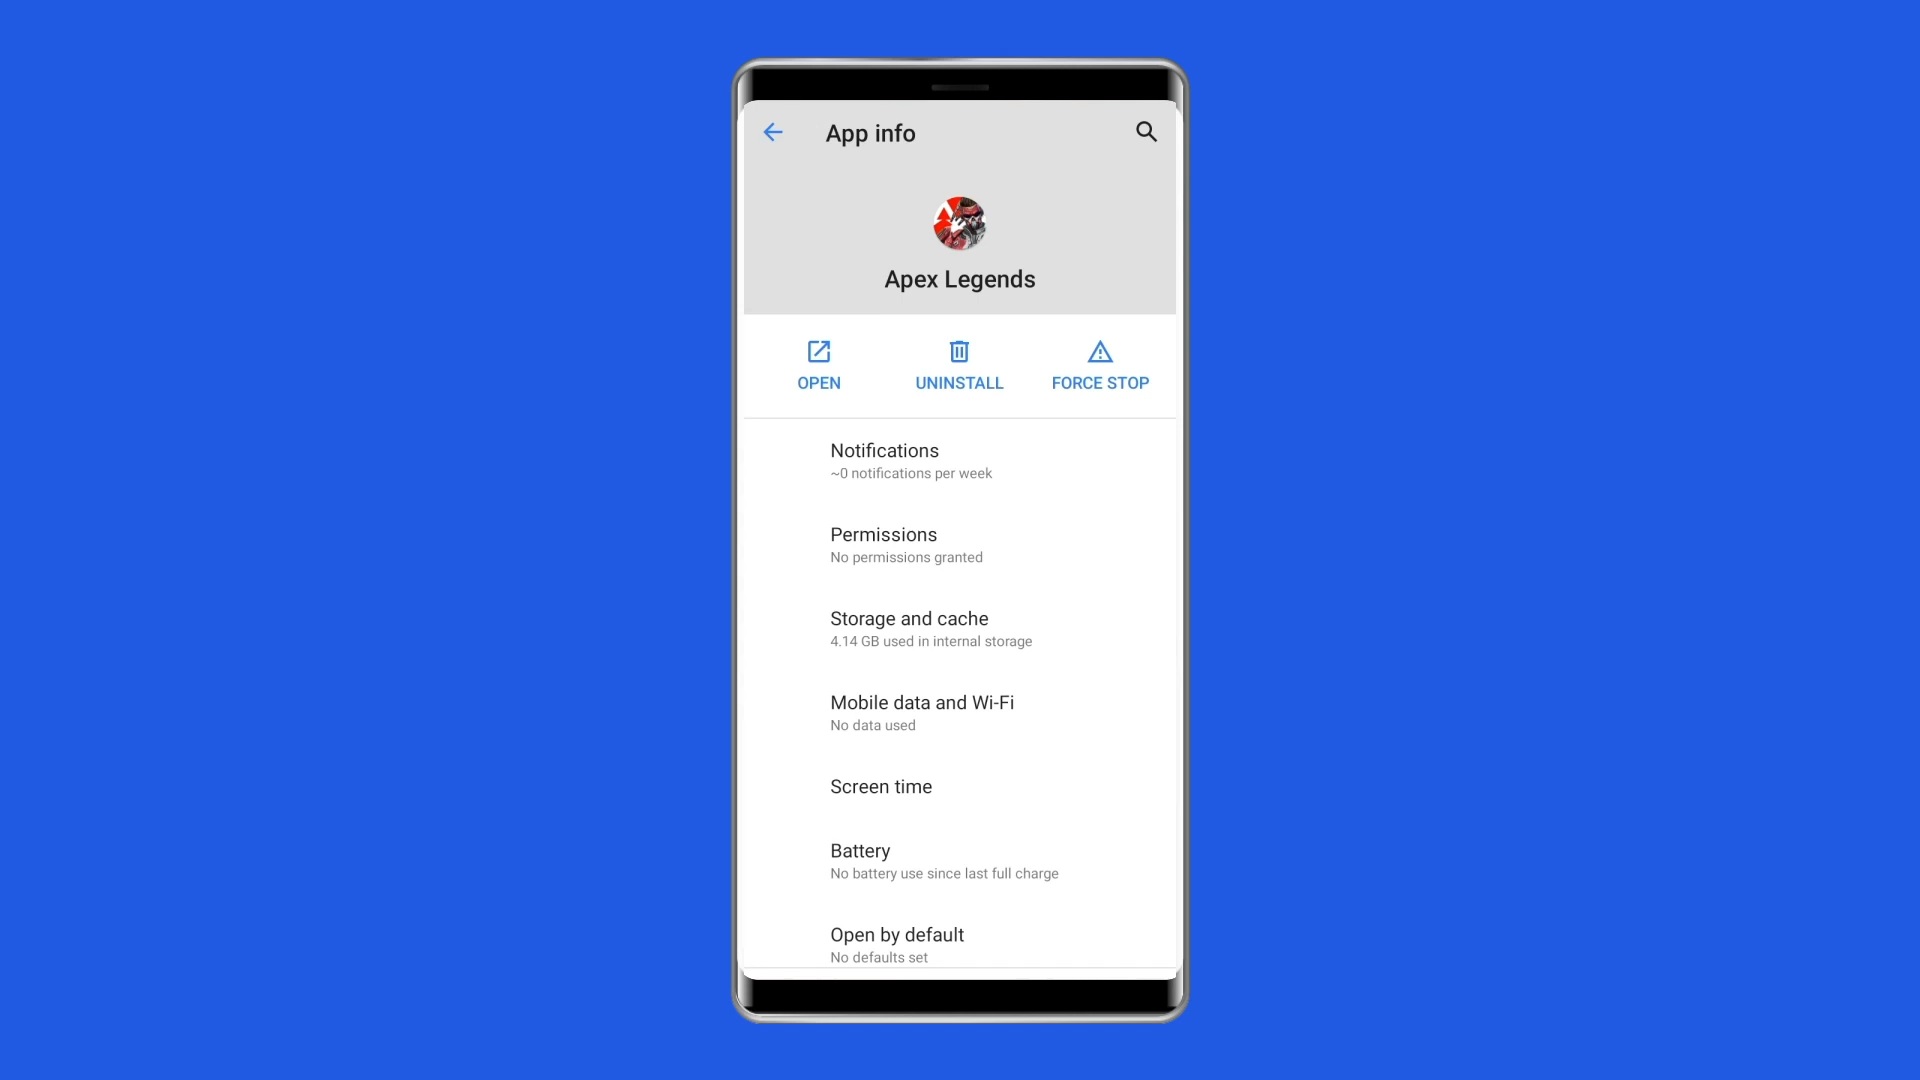 App info
Apex Legends
OPEN UNINSTALL FORCE STOP
Notifications
~0 notifications per week
Permissions
No permissions granted
Storage and cache
4.14 GB used in internal storage
Mobile data and Wi-Fi
No data used
Screen time
Battery
No battery use since last full charge
Open by default
No defaults set